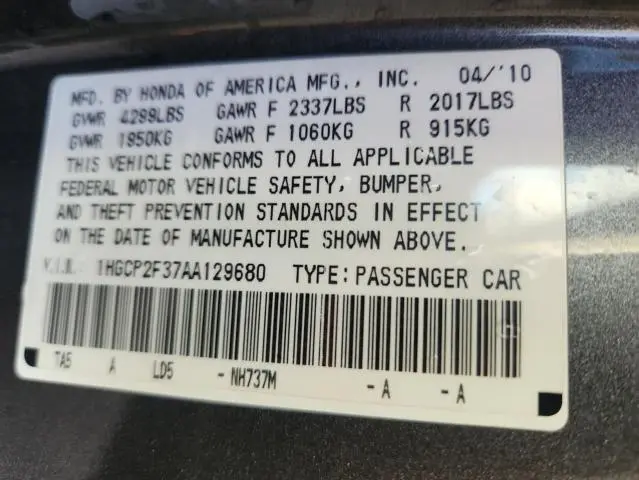 MFD. BY HONDA OF AMERICA MFG., INC. 04/'10
GVWR 4299LBS GAWR F 2337LBS R 2017LBS
GVWR 1950KG GAWR F 1060KG R 915KG
THIS VEHICLE CONFORMS TO ALL APPLICABLE
FEDERAL MOTOR VEHICLE SAFETY, BUMPER,
AND THEFT PREVENTION STANDARDS IN EFFECT
ON THE DATE OF MANUFACTURE SHOWN ABOVE.
V.I.N.: 1HGCP2F37AA129680 TYPE:PASSENGER CAR
TA5 A LD5 - NH737M - A - A